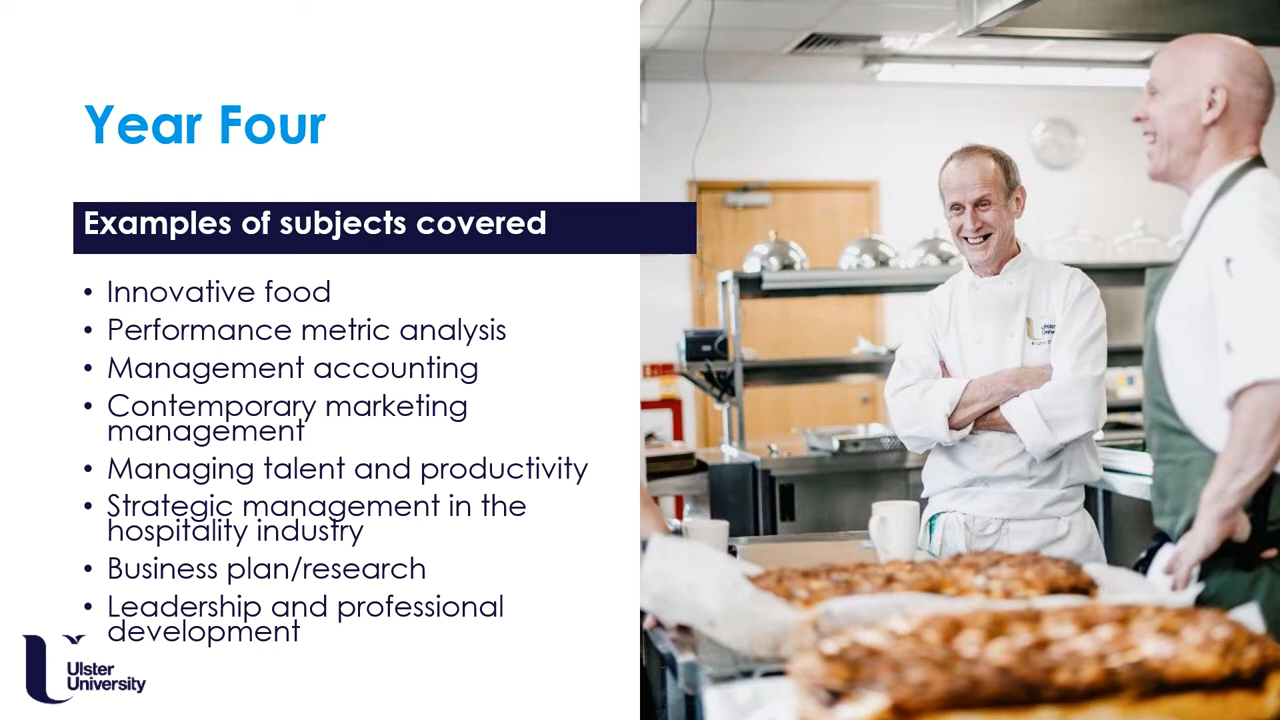 Year Four
Examples of subjects covered
• Innovative food
• Performance metric analysis
• Management accounting
• Contemporary marketing
management
• Managing talent and productivity
• Strategic management in the
hospitality industry
• Business plan/research
• Leadership and professional
development
Ulster
University